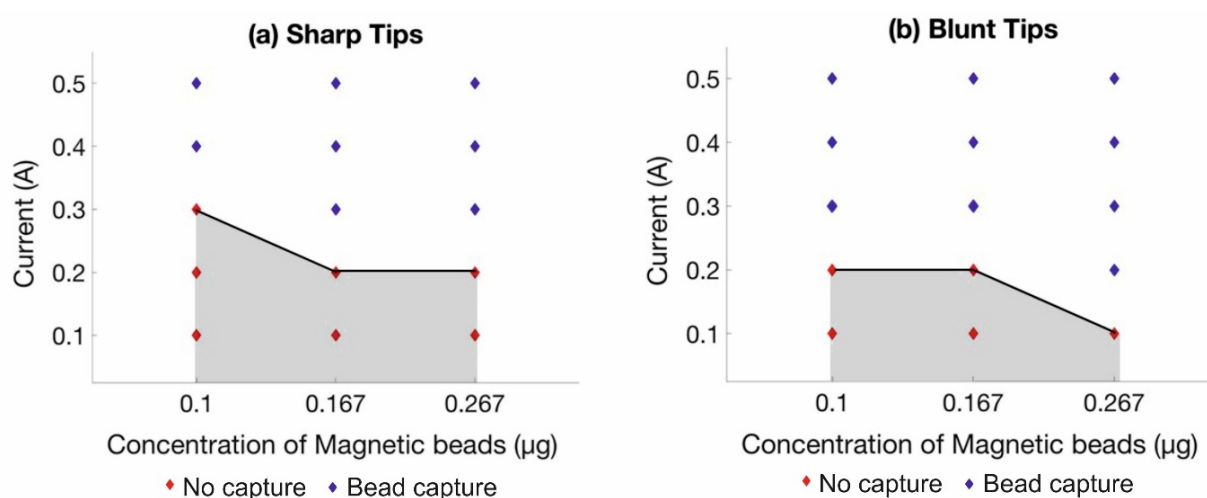 (a) Sharp Tips
0.5
0.4
0.3
0.2
0.1
Current (A)
0.1 0.167 0.267
Concentration of Magnetic beads (µg)
No capture Bead capture
(b) Blunt Tips
0.5
0.4
0.3
0.2
0.1
Current (A)
0.1 0.167 0.267
Concentration of Magnetic beads (µg)
No capture Bead capture